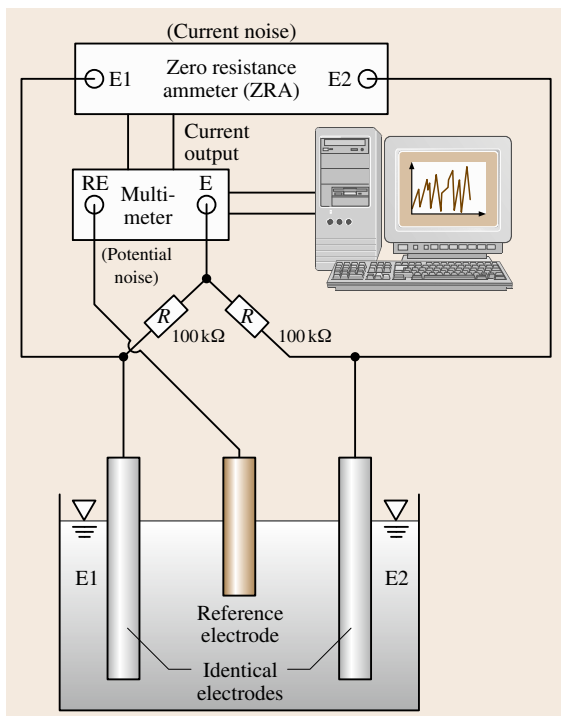 (Current noise)
E1
Zero resistance
ammeter (ZRA)
E2
Current
output
RE
Multi-
meter
E
(Potential
noise)
R
100 kΩ
R
100 kΩ
E1
E2
Reference
electrode
Identical
electrodes